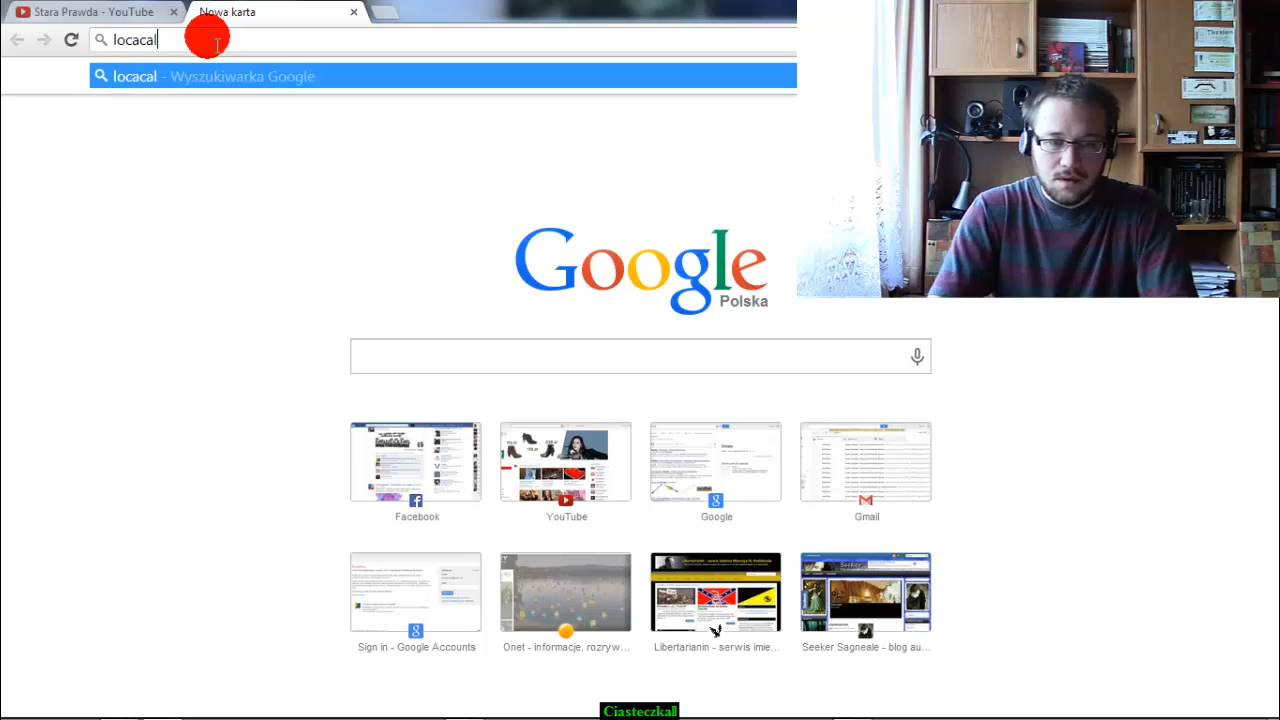 Stara Prawda - YouTube
Nowa karta
locacal
locacal - Wyszukiwarka Google
Google
Polska
Facebook
YouTube
Google
Gmail
Sign in - Google Accounts
Onet - informacje, rozryw...
Libertarianin - serwis imie...
Seeker Sagneale - blog au...
Ciasteczka!